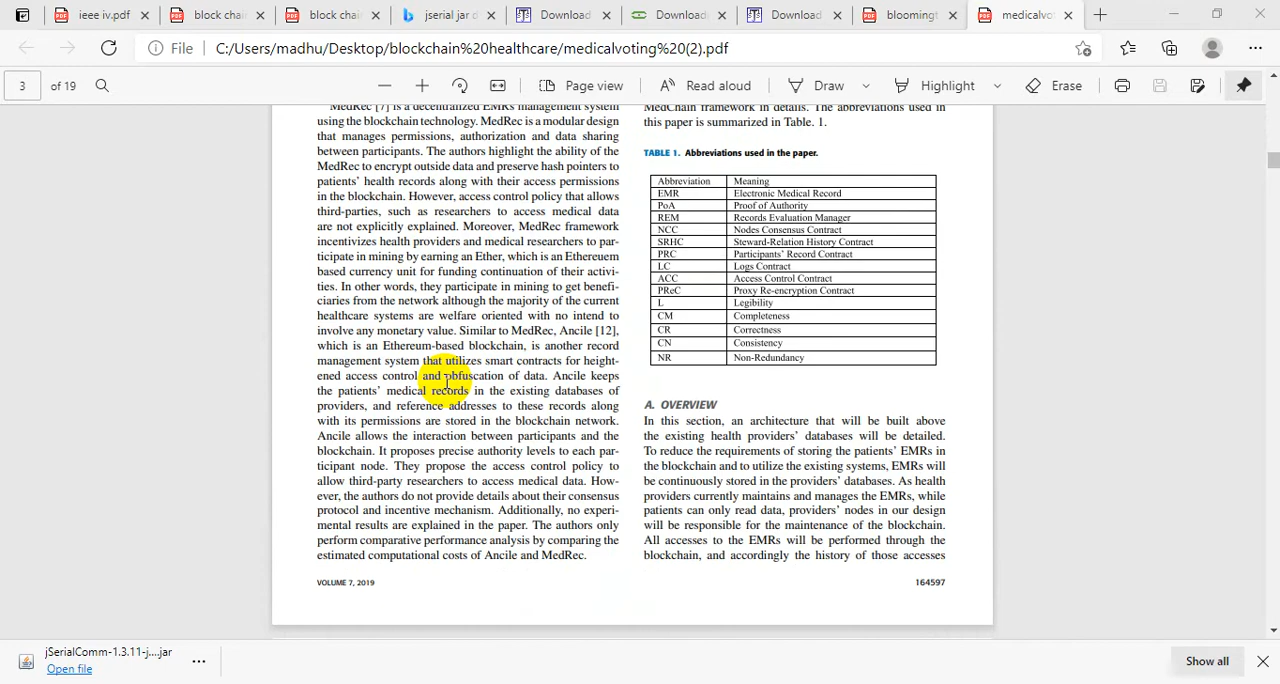 ieee iv.pdf
block chai
block chai
jserial jar d
Download
Download
Download
bloomingt
medicalvot
File
C:/Users/madhu/Desktop/blockchain%20healthcare/medicalvoting%20(2).pdf
3 of 19
Page view
Read aloud
Draw
Highlight
Erase
MedRec [7] is a decentralized EMRs management system
using the blockchain technology. MedRec is a modular design
that manages permissions, authorization and data sharing
between participants. The authors highlight the ability of the
MedRec to encrypt outside data and preserve hash pointers to
patients' health records along with their access permissions
in the blockchain. However, access control policy that allows
third-parties, such as researchers to access medical data
are not explicitly explained. Moreover, MedRec framework
incentivizes health providers and medical researchers to par-
ticipate in mining by earning an Ether, which is an Ethereuem
based currency unit for funding continuation of their activi-
ties. In other words, they participate in mining to get benefi-
ciaries from the network although the majority of the current
healthcare systems are welfare oriented with no intend to
involve any monetary value. Similar to MedRec, Ancile [12],
which is an Ethereum-based blockchain, is another record
management system that utilizes smart contracts for height-
ened access control and obfuscation of data. Ancile keeps
the patients' medical records in the existing databases of
providers, and reference addresses to these records along
with its permissions are stored in the blockchain network.
Ancile allows the interaction between participants and the
blockchain. It proposes precise authority levels to each par-
ticipant node. They propose the access control policy to
allow third-party researchers to access medical data. How-
ever, the authors do not provide details about their consensus
protocol and incentive mechanism. Additionally, no experi-
mental results are explained in the paper. The authors only
perform comparative performance analysis by comparing the
estimated computational costs of Ancile and MedRec.
MedChain framework in details. The abbreviations used in
this paper is summarized in Table. 1.
TABLE 1. Abbreviations used in the paper.
Abbreviation Meaning
EMR Electronic Medical Record
PoA Proof of Authority
REM Records Evaluation Manager
NCC Nodes Consensus Contract
SRHC Steward-Relation History Contract
PRC Participants' Record Contract
LC Logs Contract
ACC Access Control Contract
PReC Proxy Re-encryption Contract
L Legibility
CM Completeness
CR Correctness
CN Consistency
NR Non-Redundancy
A. OVERVIEW
In this section, an architecture that will be built above
the existing health providers' databases will be detailed.
To reduce the requirements of storing the patients' EMRs in
the blockchain and to utilize the existing systems, EMRs will
be continuously stored in the providers' databases. As health
providers currently maintains and manages the EMRs, while
patients can only read data, providers' nodes in our design
will be responsible for the maintenance of the blockchain.
All accesses to the EMRs will be performed through the
blockchain, and accordingly the history of those accesses
VOLUME 7, 2019
164597
jSerialComm-1.3.11-j....jar
Open file
Show all